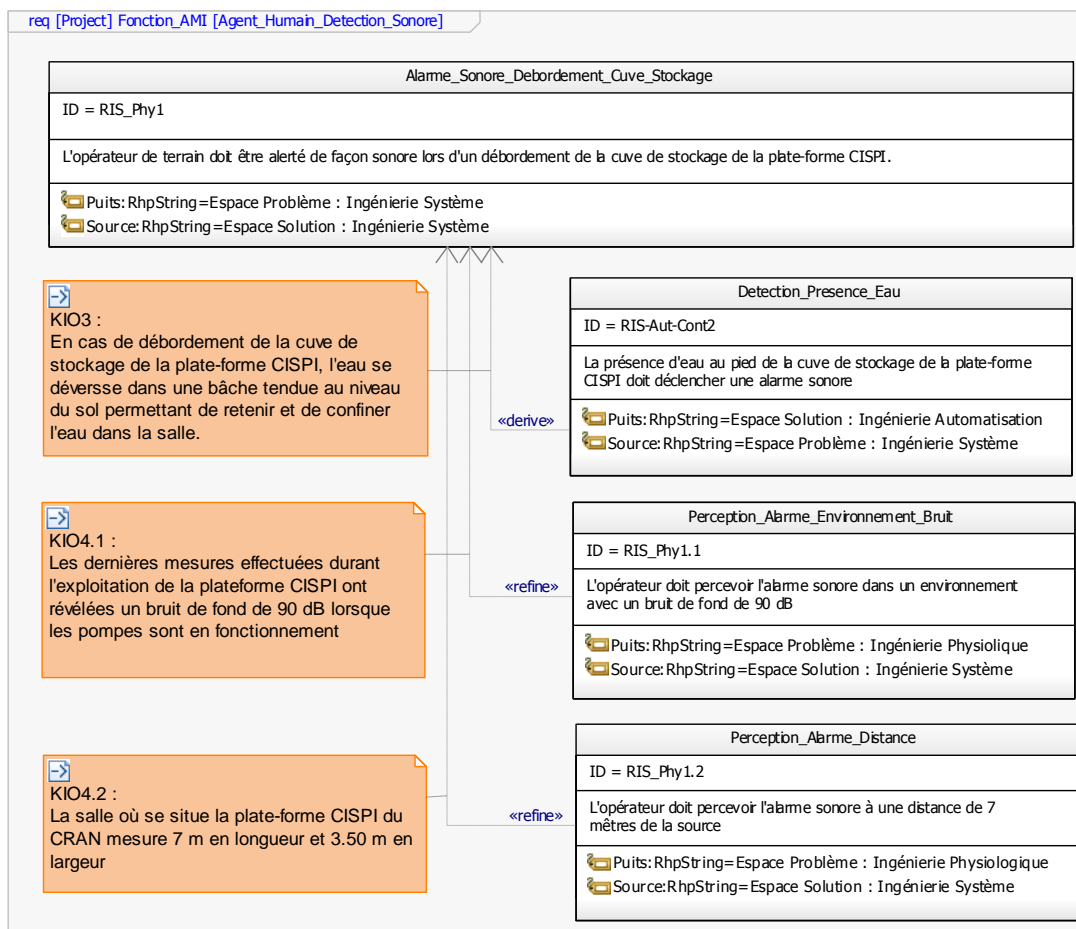 req [Project] Fonction_AMI [Agent_Humain_Detection_Sonore]
Alarme_Sonore_Debordement_Cuve_Stockage
ID = RIS_Phy1
L'opérateur de terrain doit être alerté de façon sonore lors d'un débordement de la cuve de stockage de la plate-forme CISPI.
Puits:RhpString=Espace Problème : Ingénierie Système
Source:RhpString=Espace Solution : Ingénierie Système
KIO3 :
En cas de débordement de la cuve de
stockage de la plate-forme CISPI, l'eau se
déversse dans une bâche tendue au niveau
du sol permettant de retenir et de confiner
l'eau dans la salle.
«derive»
Detection_Presence_Eau
ID = RIS-Aut-Cont2
La présence d'eau au pied de la cuve de stockage de la plate-forme
CISPI doit déclencher une alarme sonore
Puits:RhpString=Espace Solution : Ingénierie Automatisation
Source:RhpString=Espace Problème : Ingénierie Système
KIO4.1 :
Les dernières mesures effectuées durant
l'exploitation de la plateforme CISPI ont
révélées un bruit de fond de 90 dB lorsque
les pompes sont en fonctionnement
«refine»
Perception_Alarme_Environnement_Bruit
ID = RIS_Phy1.1
L'opérateur doit percevoir l'alarme sonore dans un environnement
avec un bruit de fond de 90 dB
Puits:RhpString=Espace Problème : Ingénierie Physiolique
Source:RhpString=Espace Solution : Ingénierie Système
KIO4.2 :
La salle où se situe la plate-forme CISPI du
CRAN mesure 7 m en longueur et 3.50 m en
largeur
«refine»
Perception_Alarme_Distance
ID = RIS_Phy1.2
L'opérateur doit percevoir l'alarme sonore à une distance de 7
mêtres de la source
Puits:RhpString=Espace Problème : Ingénierie Physiologique
Source:RhpString=Espace Solution : Ingénierie Système